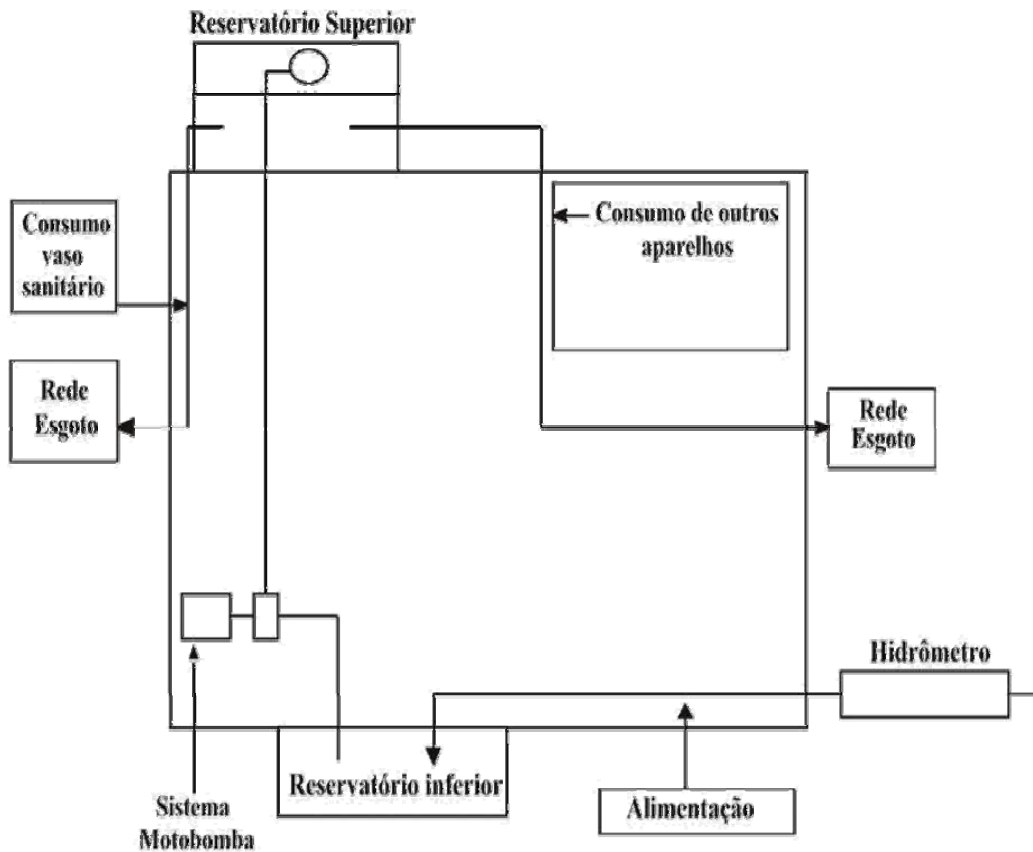 Reservatório Superior
Consumo
vaso
sanitário
Consumo de outros
aparelhos
Rede
Esgoto
Rede
Esgoto
Hidrômetro
Reservatório inferior
Alimentação
Sistema
Motobomba